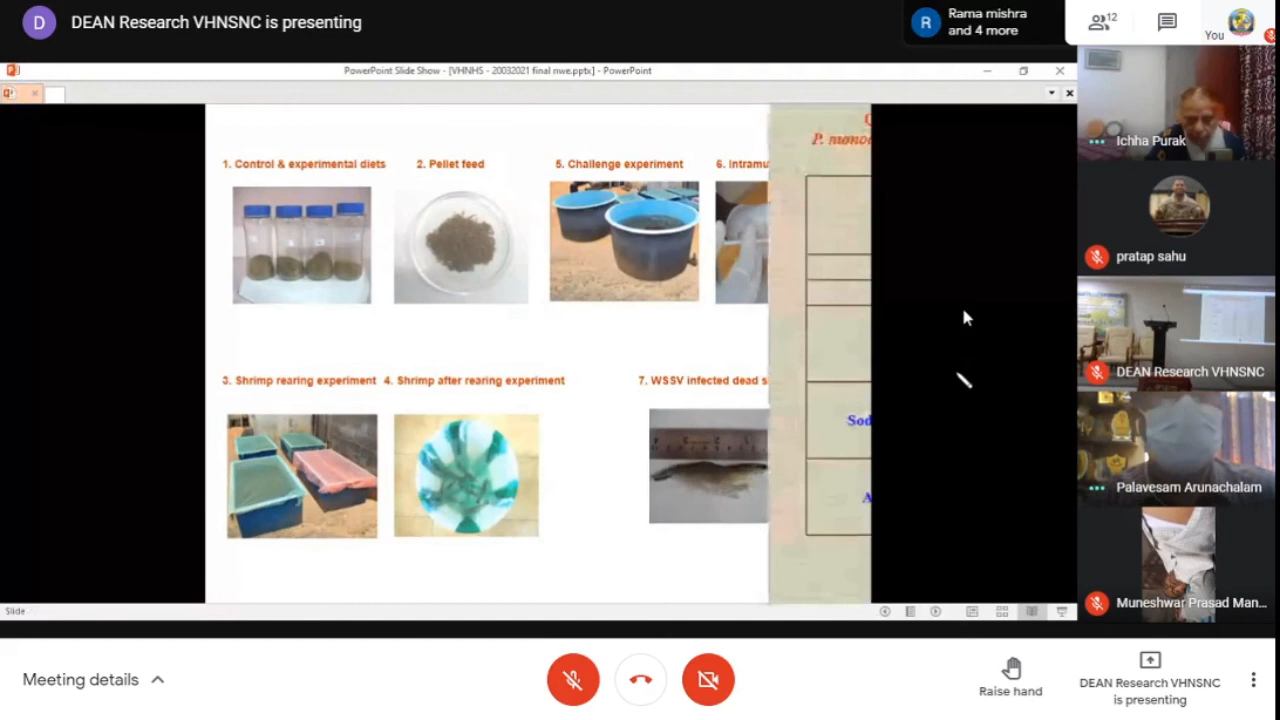 D DEAN Research VHNSNC is presenting
R Rama mishra
and 4 more
12
You
PowerPoint Slide Show - [VHNHS - 20032021 final nwe.pptx] - PowerPoint
1. Control & experimental diets
2. Pellet feed
5. Challenge experiment
6. Intramu
P. monod
3. Shrimp rearing experiment
4. Shrimp after rearing experiment
7. WSSV infected dead s
Sod
A
Slide
Ichha Purak
pratap sahu
DEAN Research VHNSNC
Palavesam Arunachalam
Muneshwar Prasad Man...
Meeting details
Raise hand
DEAN Research VHNSNC
is presenting